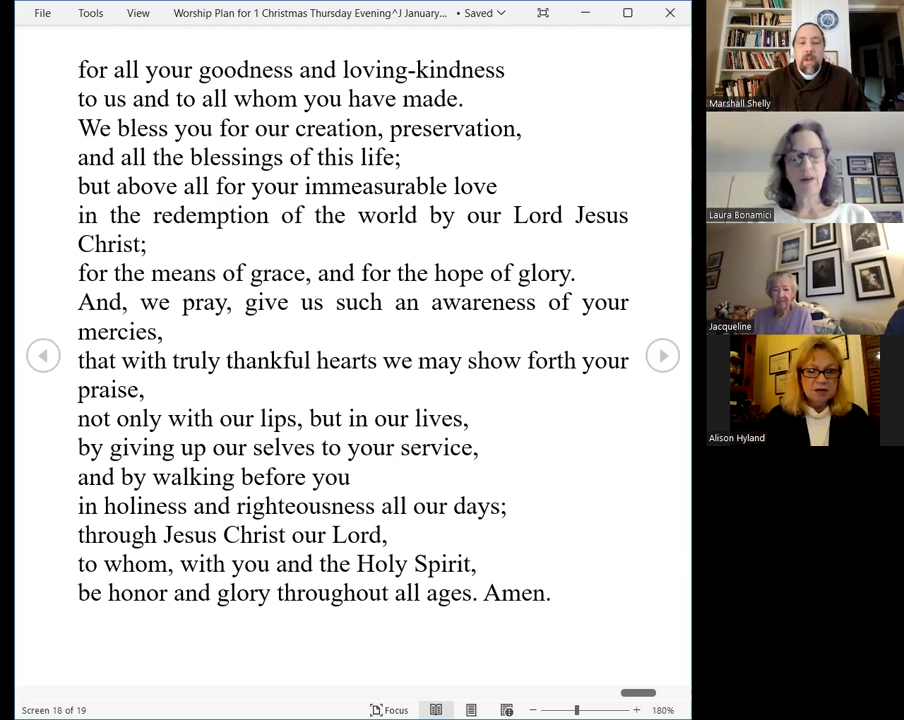 File Tools View Worship Plan for 1 Christmas Thursday Evening^J January... • Saved
for all your goodness and loving-kindness
to us and to all whom you have made.
We bless you for our creation, preservation,
and all the blessings of this life;
but above all for your immeasurable love
in the redemption of the world by our Lord Jesus
Christ;
for the means of grace, and for the hope of glory.
And, we pray, give us such an awareness of your
mercies,
that with truly thankful hearts we may show forth your
praise,
not only with our lips, but in our lives,
by giving up our selves to your service,
and by walking before you
in holiness and righteousness all our days;
through Jesus Christ our Lord,
to whom, with you and the Holy Spirit,
be honor and glory throughout all ages. Amen.
Screen 18 of 19 Focus 180%
Marshall Shelly
Laura Bonamici
Jacqueline
Alison Hyland